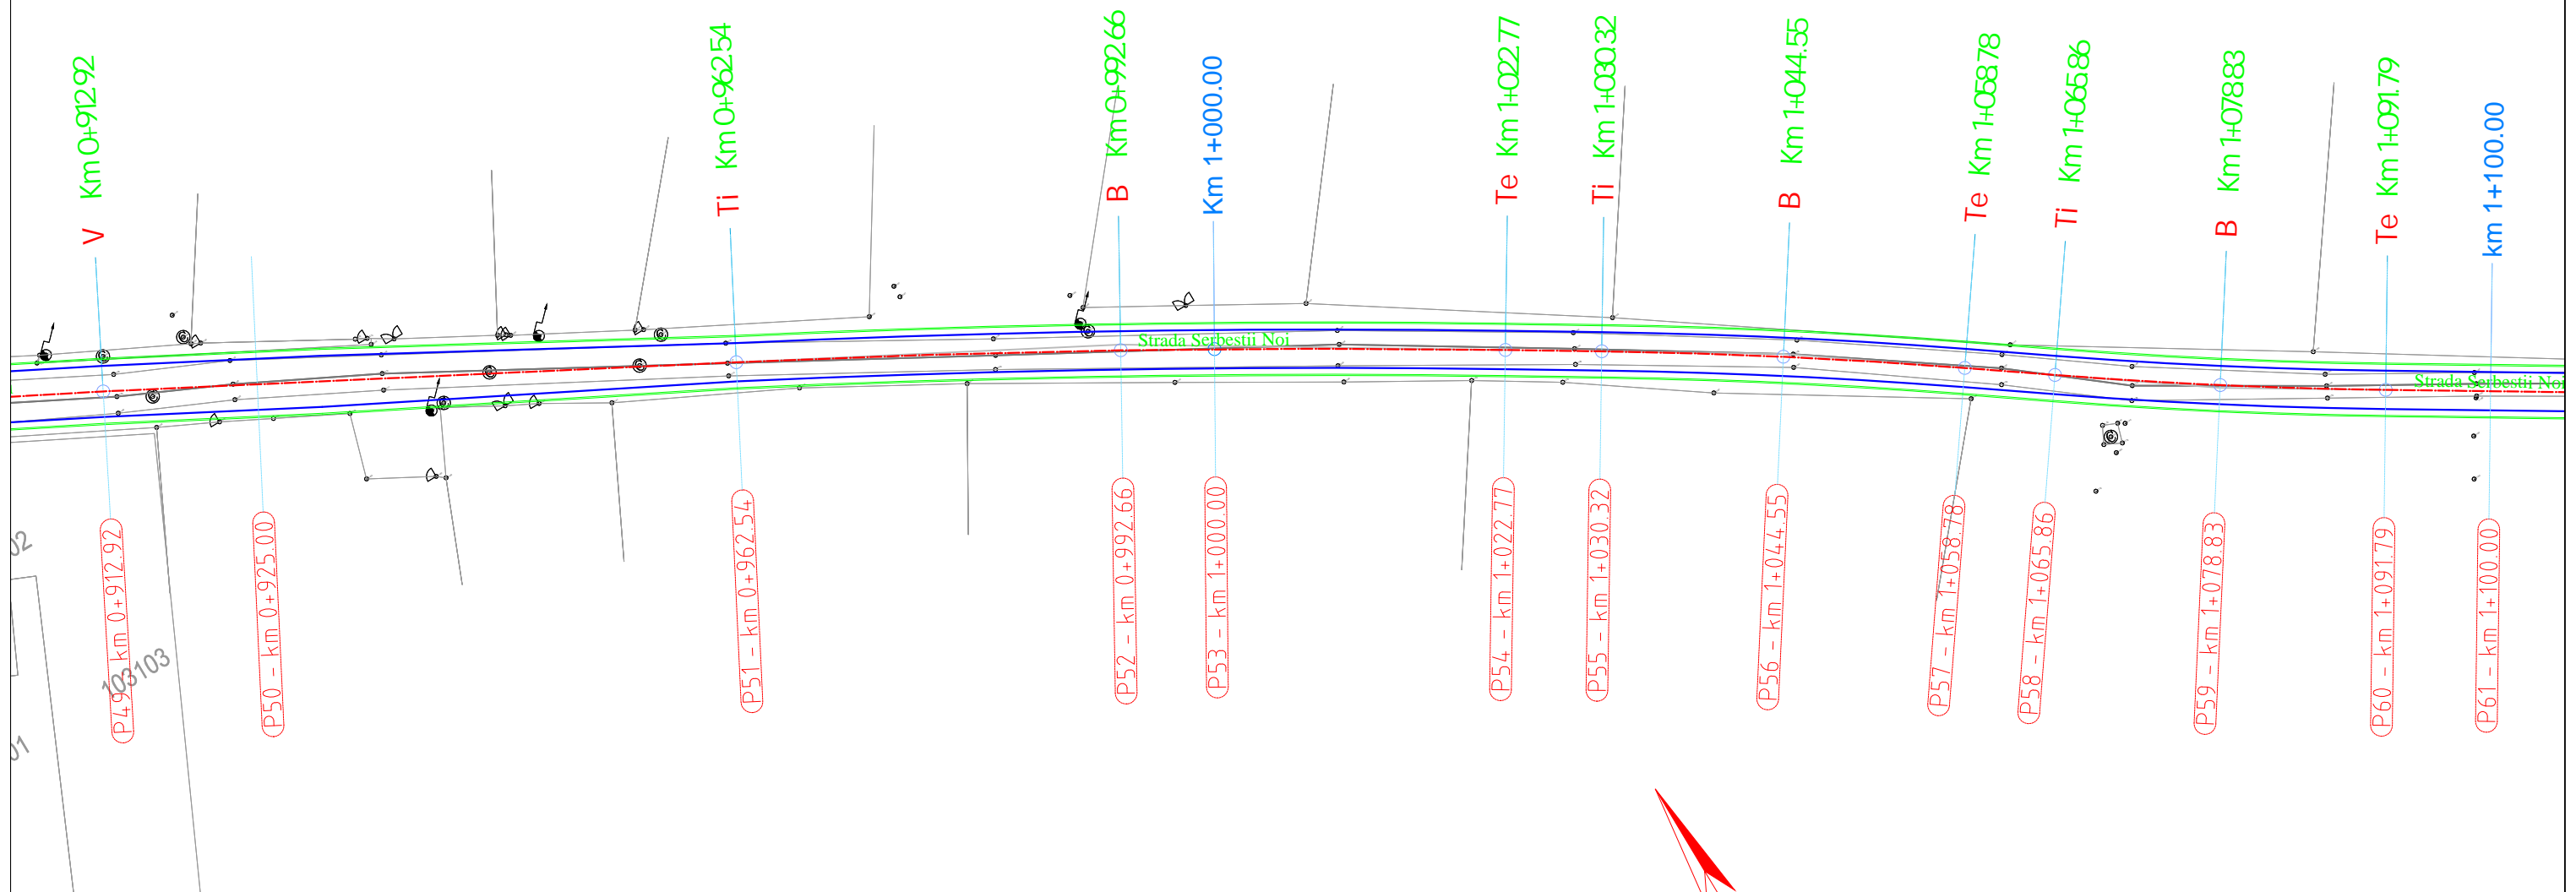 V Km 0+912.92
Ti Km 0+962.54
B Km 0+992.66
Km 1+000.00
Te Km 1+022.77
Ti Km 1+030.32
B Km 1+044.55
Te Km 1+058.78
Ti Km 1+065.86
B Km 1+078.83
Te Km 1+091.79
km 1+100.00
Strada Serbestii Noi
Strada Serbestii Noi
P49 - km 0+912.92
P50 - km 0+925.00
P51 - km 0+962.54
P52 - km 0+992.66
P53 - km 1+000.00
P54 - km 1+022.77
P55 - km 1+030.32
P56 - km 1+044.55
P57 - km 1+058.78
P58 - km 1+065.86
P59 - km 1+078.83
P60 - km 1+091.79
P61 - km 1+100.00
02
103103
01